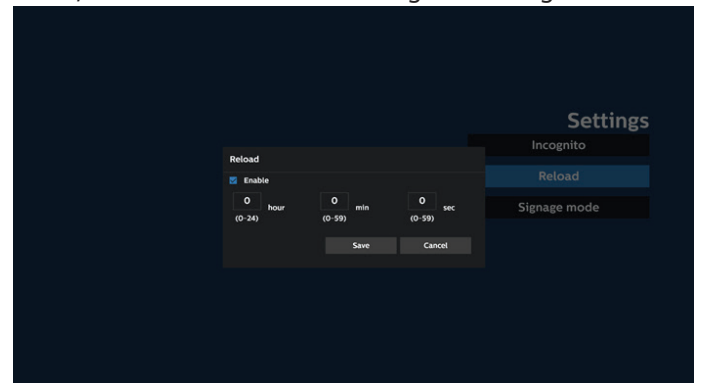 Settings
Incognito
Reload
Signage mode
Reload
Enable
0 hour 0 min 0 sec
(0-24) (0-59) (0-59)
Save Cancel